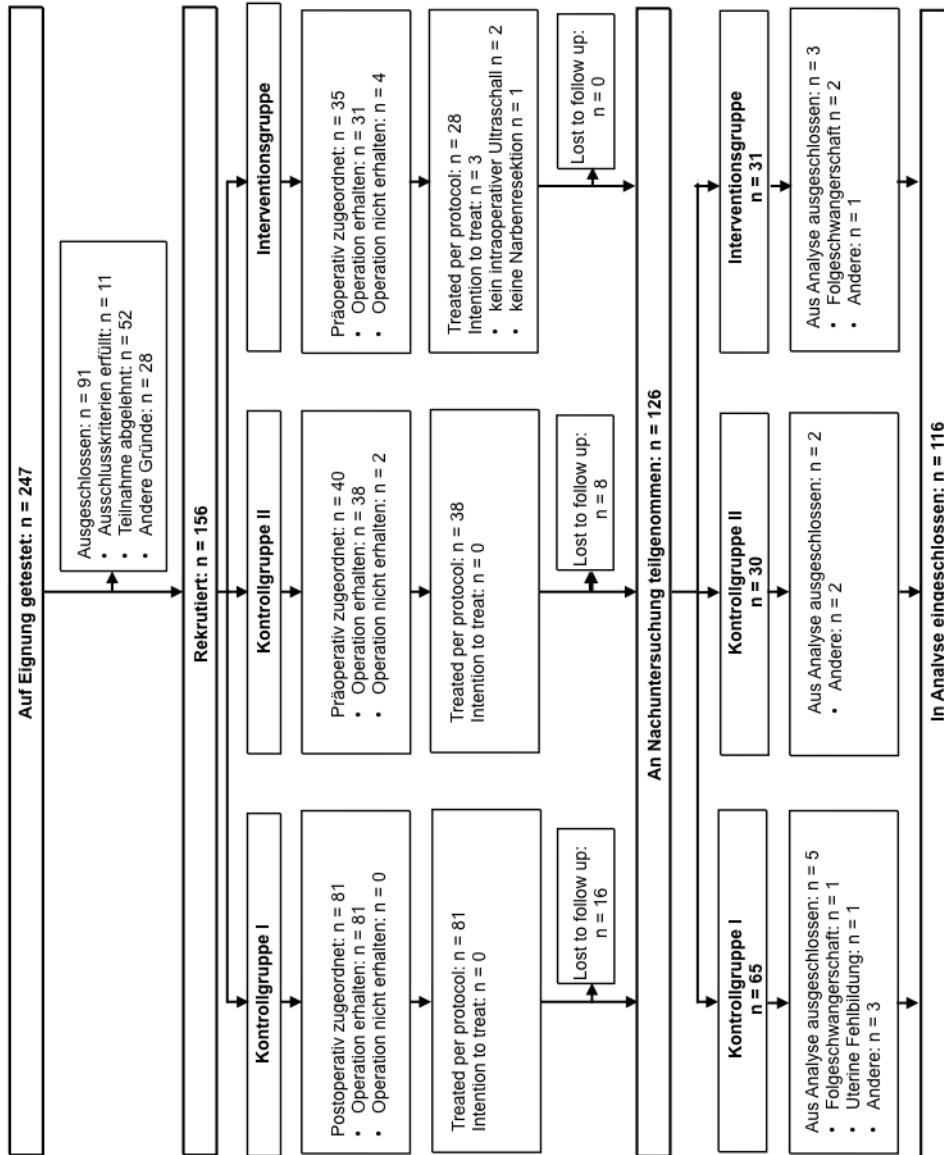 Auf Eignung getestet: n = 247
Ausgeschlossen: n = 91
• Ausschlusskriterien erfüllt: n = 11
• Teilnahme abgelehnt: n = 52
• Andere Gründe: n = 28
Rekrutiert: n = 156
Kontrollgruppe I
Postoperativ zugeordnet: n = 81
• Operation erhalten: n = 81
• Operation nicht erhalten: n = 0
Treated per protocol: n = 81
Intention to treat: n = 0
Lost to follow up:
n = 16
Kontrollgruppe II
Präoperativ zugeordnet: n = 40
• Operation erhalten: n = 38
• Operation nicht erhalten: n = 2
Treated per protocol: n = 38
Intention to treat: n = 0
Lost to follow up:
n = 8
Interventionsgruppe
Präoperativ zugeordnet: n = 35
• Operation erhalten: n = 31
• Operation nicht erhalten: n = 4
Treated per protocol: n = 28
Intention to treat: n = 3
• kein intraoperativer Ultraschall n = 2
• keine Narbenresektion n = 1
Lost to follow up:
n = 0
An Nachuntersuchung teilgenommen: n = 126
Kontrollgruppe I
n = 65
Aus Analyse ausgeschlossen: n = 5
• Folgeschwangerschaft: n = 1
• Uterine Fehlbildung: n = 1
• Andere: n = 3
Kontrollgruppe II
n = 30
Aus Analyse ausgeschlossen: n = 2
• Andere: n = 2
Interventionsgruppe
n = 31
Aus Analyse ausgeschlossen: n = 3
• Folgeschwangerschaft n = 2
• Andere: n = 1
In Analyse eingeschlossen: n = 116